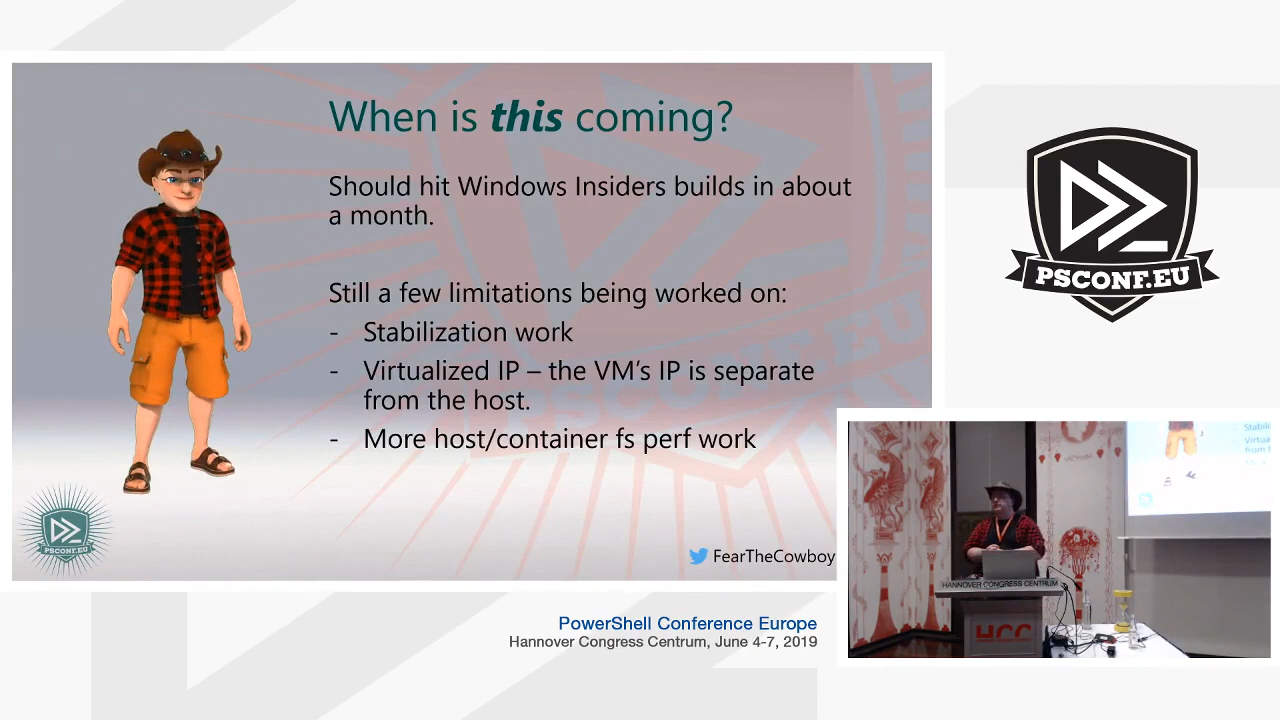 When is this coming?
Should hit Windows Insiders builds in about
a month.
Still a few limitations being worked on:
- Stabilization work
- Virtualized IP – the VM’s IP is separate
from the host.
- More host/container fs perf work
FearTheCowboy
PSCONF.EU
PSCONF.EU
PSCONF.EU
PowerShell Conference Europe
Hannover Congress Centrum, June 4-7, 2019
HANNOVER CONGRESS CENTRUM
HCC